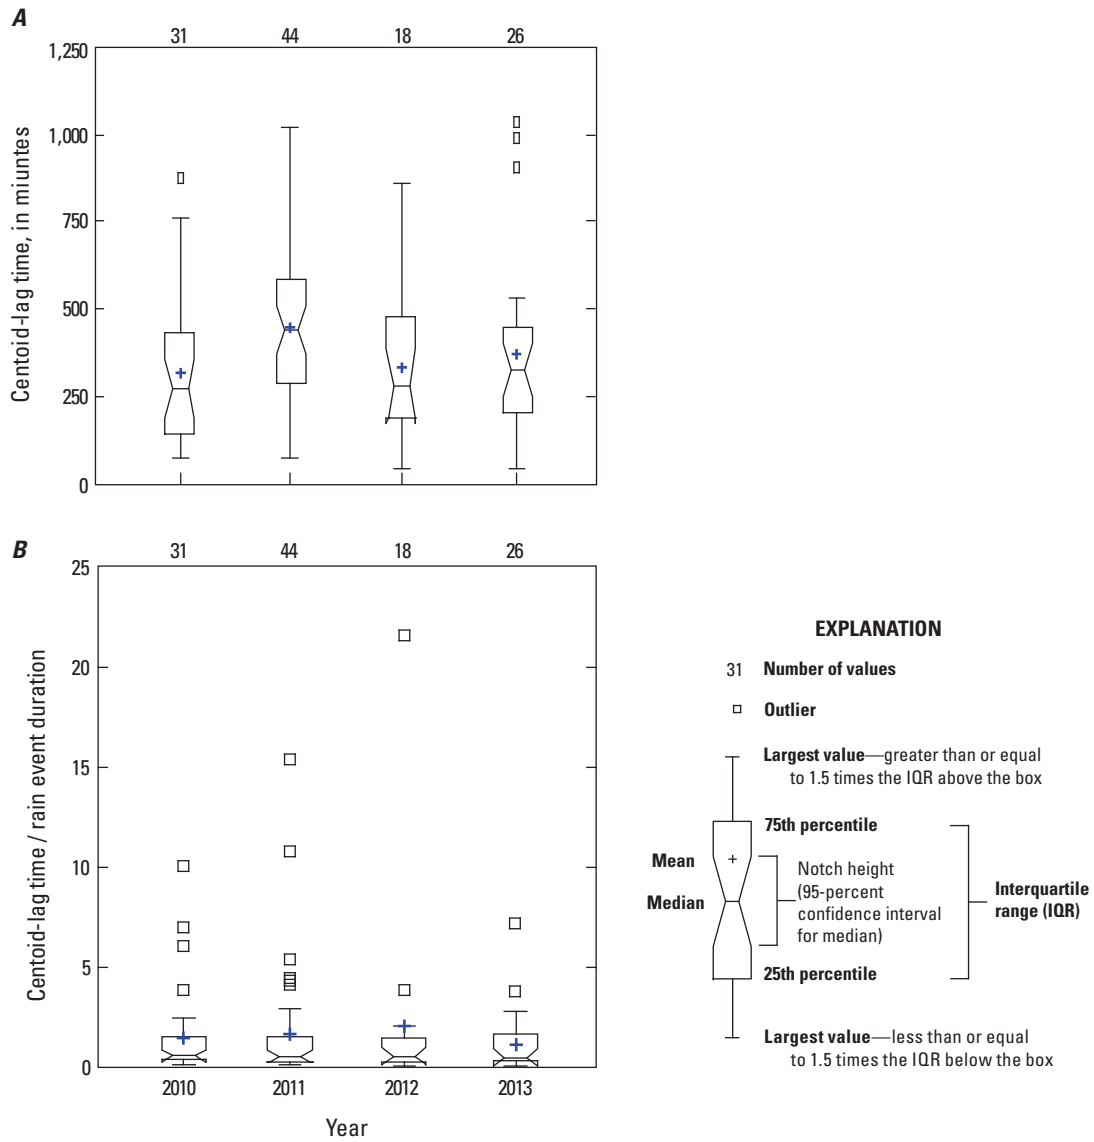 A
31 44 18 26
1,250
1,000
750
500
250
0
Centoid-lag time, in miuntes
B
31 44 18 26
25
20
15
10
5
0
Centoid-lag time / rain event duration
2010 2011 2012 2013
Year
EXPLANATION
31 Number of values
Outlier
Largest value—greater than or equal
to 1.5 times the IQR above the box
75th percentile
Mean
Median
Notch height
(95-percent
confidence interval
for median)
Interquartile
range (IQR)
25th percentile
Largest value—less than or equal
to 1.5 times the IQR below the box